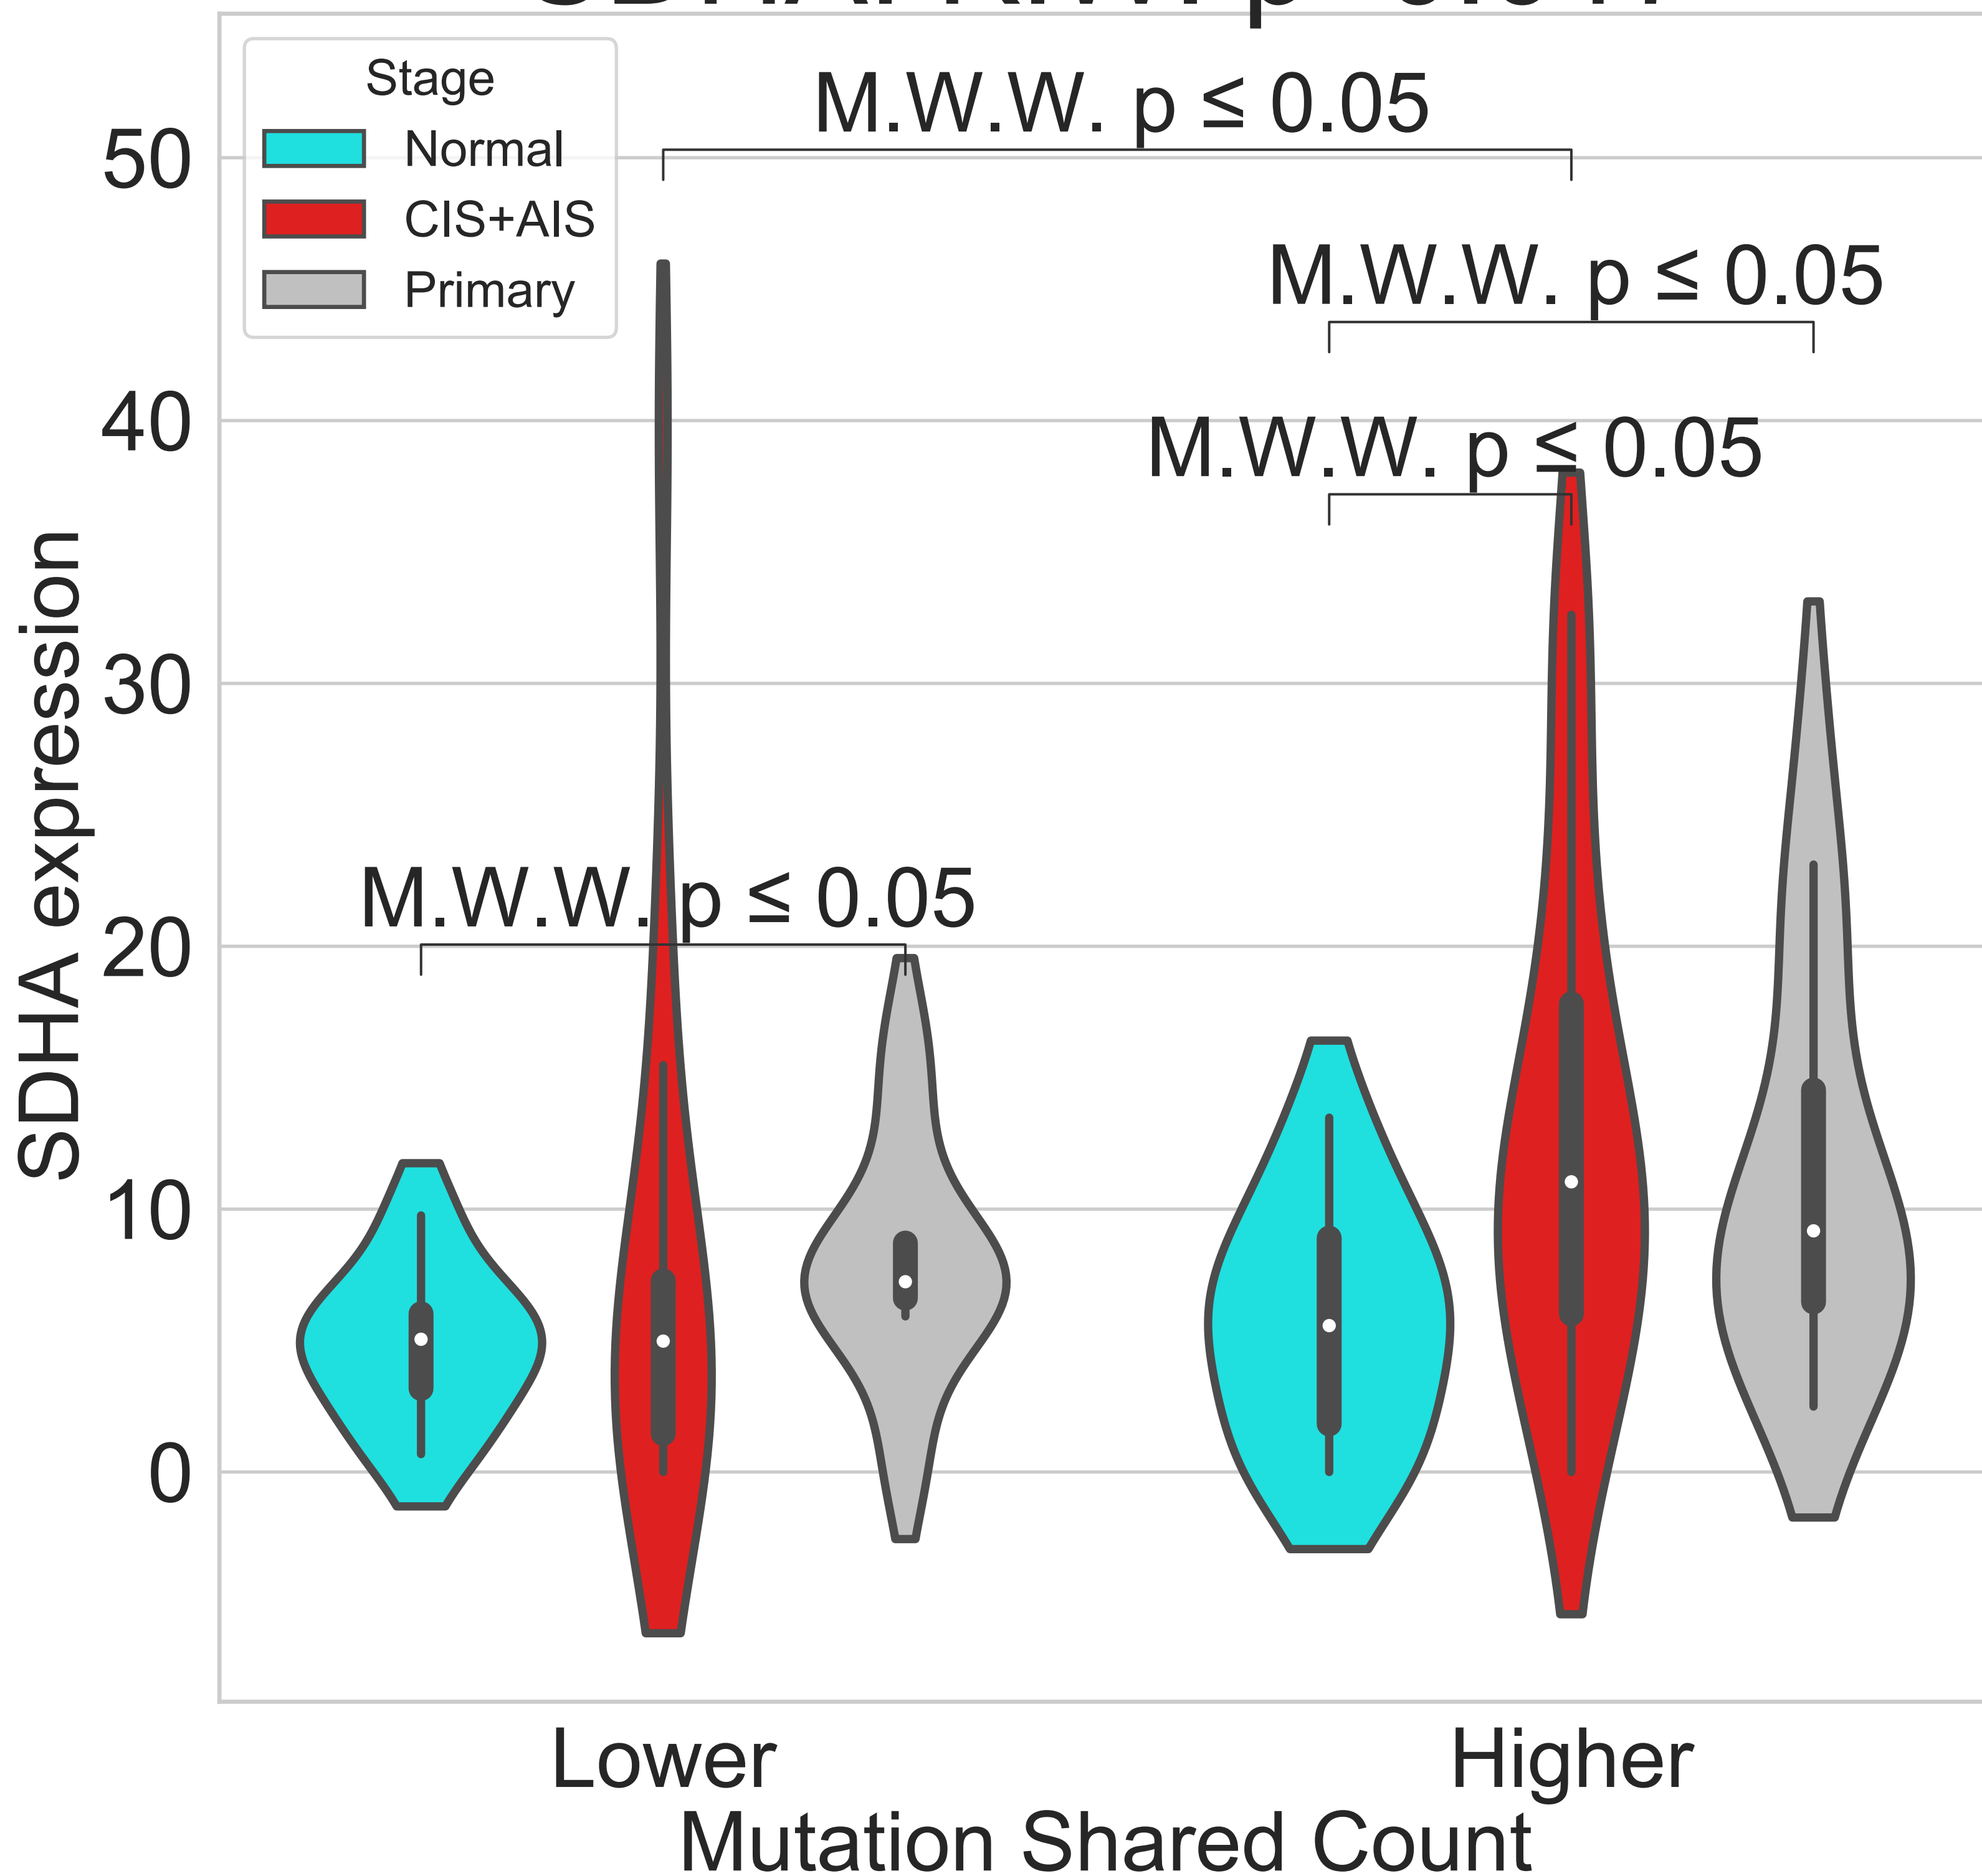 Stage
Normal
CIS+AIS
Primary
M.W.W. p ≤ 0.05
M.W.W. p ≤ 0.05
M.W.W. p ≤ 0.05
M.W.W. p ≤ 0.05
50
40
30
20
10
0
SDHA expression
Lower
Higher
Mutation Shared Count